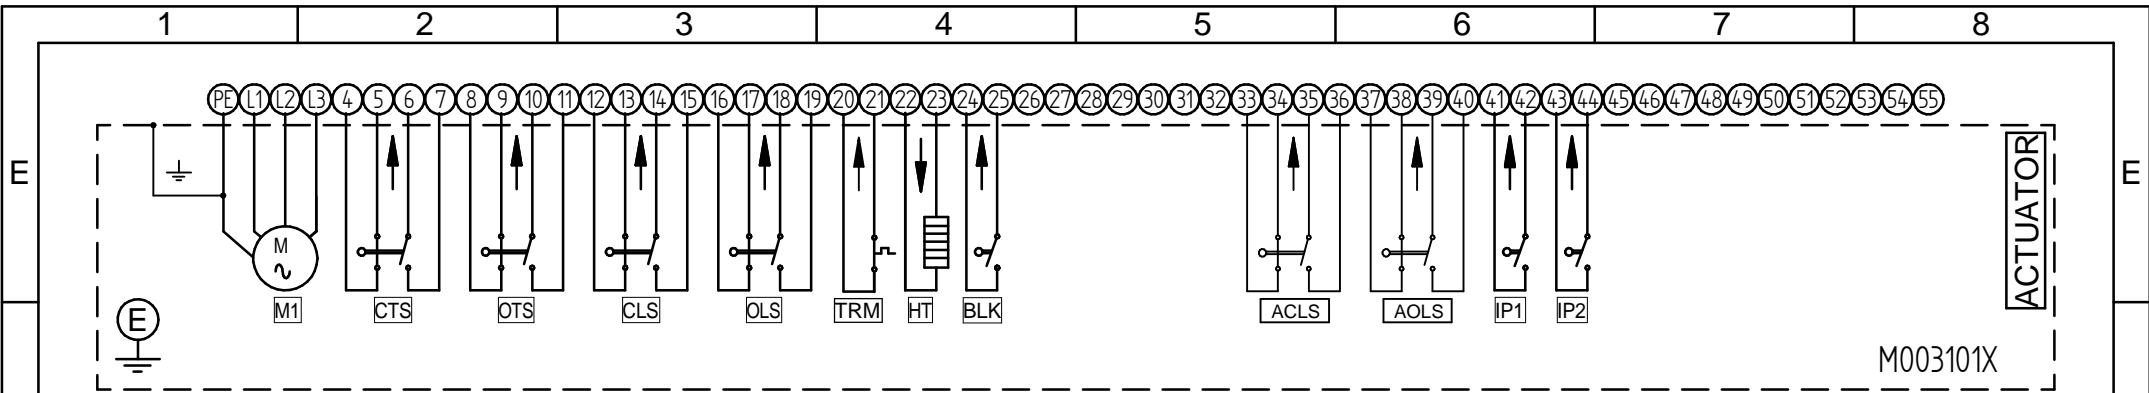 1 2 3 4 5 6 7 8
PE L1 L2 L3 4 5 6 7 8 9 10 11 12 13 14 15 16 17 18 19 20 21 22 23 24 25 26 27 28 29 30 31 32 33 34 35 36 37 38 39 40 41 42 43 44 45 46 47 48 49 50 51 52 53 54 55
E E
ACTUATOR
M
M1 CTS OTS CLS OLS TRM HT BLK ACLS AOLS IP1 IP2
E
M003101X